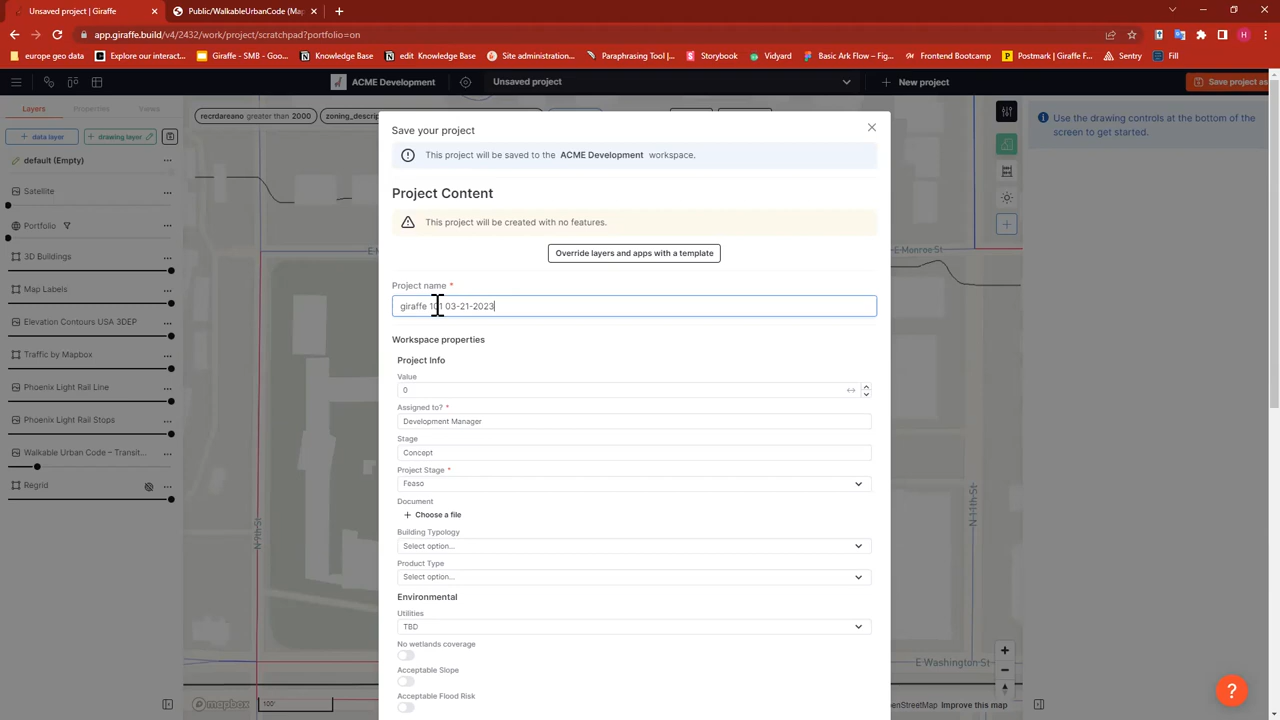 Unsaved project | Giraffe
Public/WalkableUrbanCode (Ma
app.giraffe.build/v4/2432/work/project/scratchpad?portfolio=on
europe geo data
Explore our interact...
Giraffe - SMB - Goo...
Knowledge Base
edit Knowledge Base
Site administration...
Paraphrasing Tool |...
Storybook
Vidyard
Basic Ark Flow – Fig...
Frontend Bootcamp
Postmark | Giraffe F...
Sentry
Fill
ACME Development
Unsaved project
New project
Save project as
Layers
Properties
Views
+ data layer
+ drawing layer
default (Empty)
Satellite
Portfolio
3D Buildings
Map Labels
Elevation Contours USA 3DEP
Traffic by Mapbox
Phoenix Light Rail Line
Phoenix Light Rail Stops
Walkable Urban Code – Transit...
Regrid
recrdareano greater than 2000
Save your project
This project will be saved to the ACME Development workspace.
Project Content
This project will be created with no features.
Override layers and apps with a template
Project name *
giraffe 101 03-21-2023
Workspace properties
Project Info
Value
0
Assigned to? *
Development Manager
Stage
Concept
Project Stage *
Feaso
Document
+ Choose a file
Building Typology
Select option...
Product Type
Select option...
Environmental
Utilities
TBD
No wetlands coverage
Acceptable Slope
Acceptable Flood Risk
Use the drawing controls at the bottom of the
screen to get started.
E Monroe St
N 11th St
N 7th St
E Washington St
mapbox
100'
Improve this map